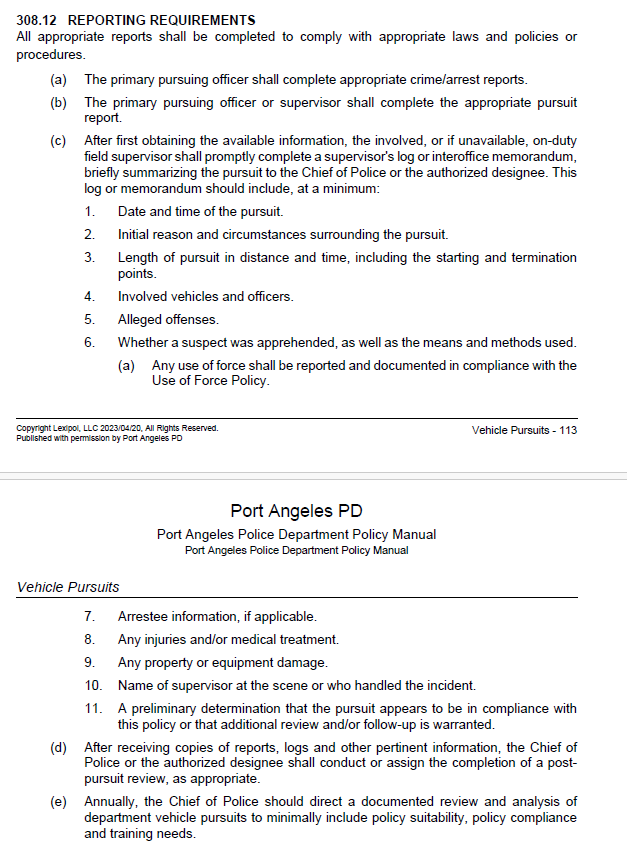 308.12 REPORTING REQUIREMENTS
All appropriate reports shall be completed to comply with appropriate laws and policies or
procedures.
(a) The primary pursuing officer shall complete appropriate crime/arrest reports.
(b) The primary pursuing officer or supervisor shall complete the appropriate pursuit
report.
(c) After first obtaining the available information, the involved, or if unavailable, on-duty
field supervisor shall promptly complete a supervisor's log or interoffice memorandum,
briefly summarizing the pursuit to the Chief of Police or the authorized designee. This
log or memorandum should include, at a minimum:
1. Date and time of the pursuit.
2. Initial reason and circumstances surrounding the pursuit.
3. Length of pursuit in distance and time, including the starting and termination
points.
4. Involved vehicles and officers.
5. Alleged offenses.
6. Whether a suspect was apprehended, as well as the means and methods used.
(a) Any use of force shall be reported and documented in compliance with the
Use of Force Policy.
Copyright Lexipol, LLC 2023/04/20, All Rights Reserved.
Published with permission by Port Angeles PD
Vehicle Pursuits - 113
Port Angeles PD
Port Angeles Police Department Policy Manual
Port Angeles Police Department Policy Manual
Vehicle Pursuits
7. Arrestee information, if applicable.
8. Any injuries and/or medical treatment.
9. Any property or equipment damage.
10. Name of supervisor at the scene or who handled the incident.
11. A preliminary determination that the pursuit appears to be in compliance with
this policy or that additional review and/or follow-up is warranted.
(d) After receiving copies of reports, logs and other pertinent information, the Chief of
Police or the authorized designee shall conduct or assign the completion of a post-
pursuit review, as appropriate.
(e) Annually, the Chief of Police should direct a documented review and analysis of
department vehicle pursuits to minimally include policy suitability, policy compliance
and training needs.